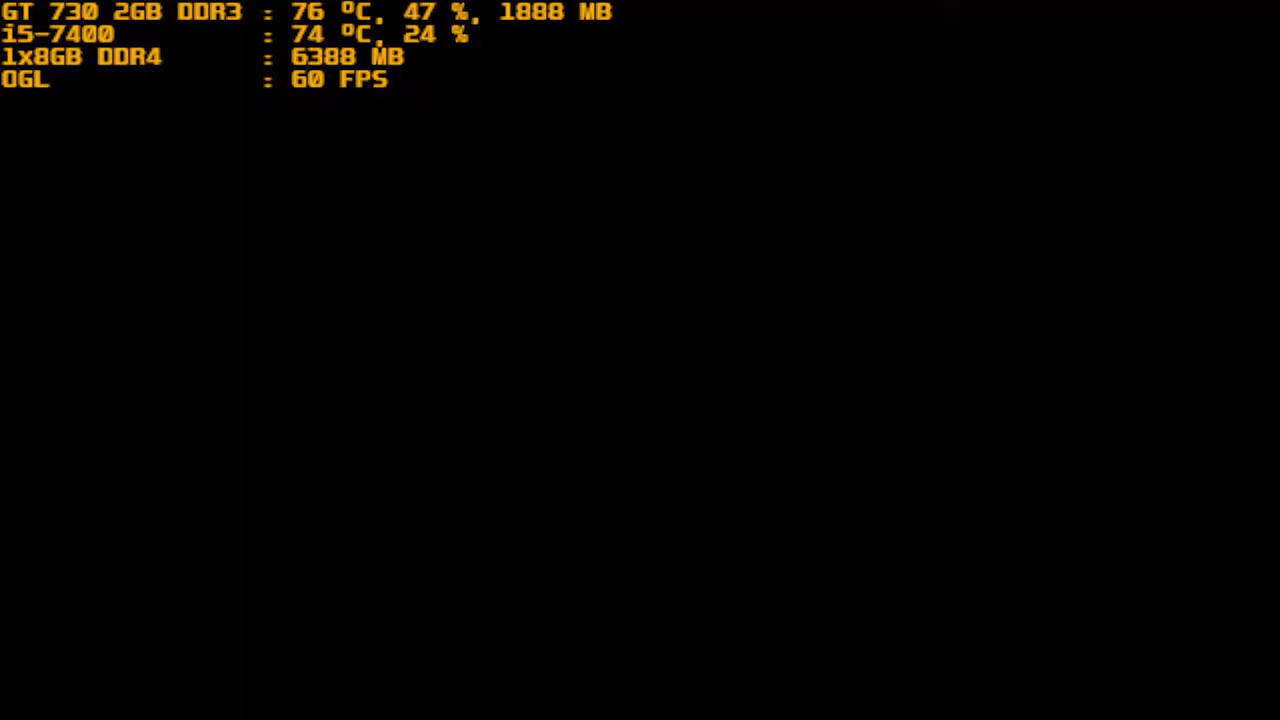 GT 730 2GB DDR3 : 76 ºC, 47 %, 1888 MB
i5-7400 : 74 ºC, 24 %
1x8GB DDR4 : 6388 MB
OGL : 60 FPS